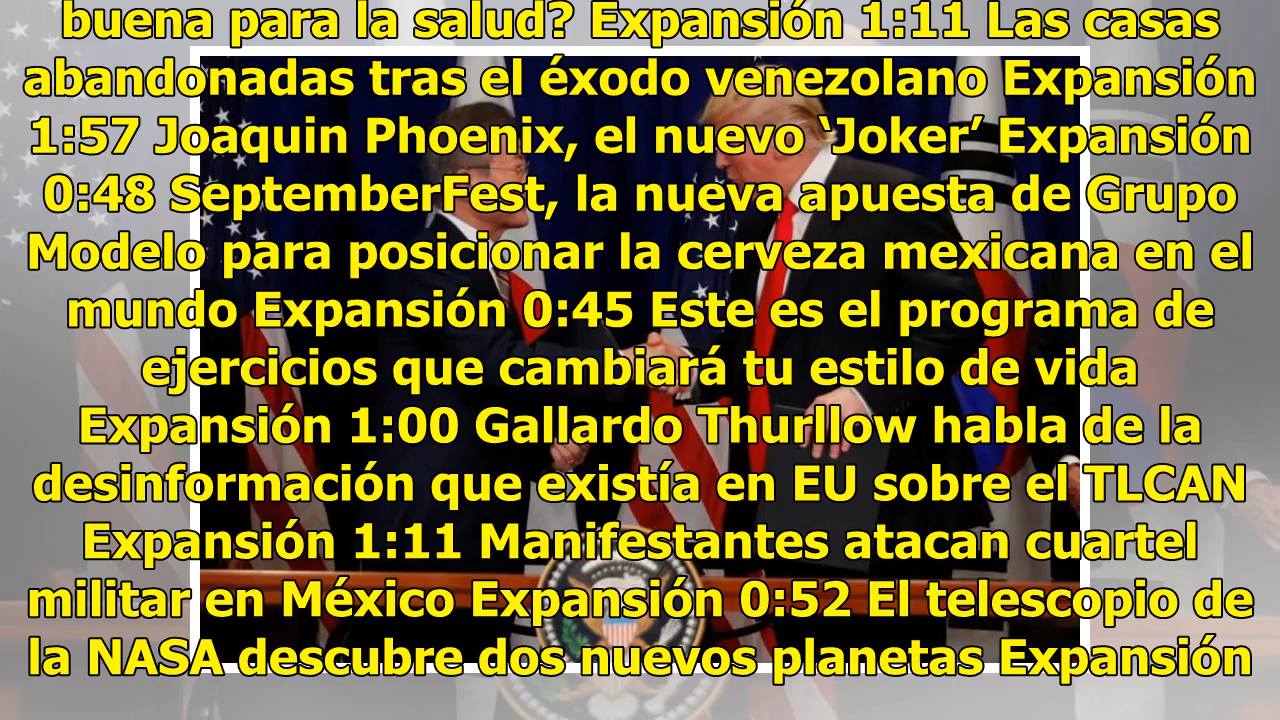 buena para la salud? Expansión 1:11 Las casas
abandonadas tras el éxodo venezolano Expansión
1:57 Joaquin Phoenix, el nuevo ‘Joker’ Expansión
0:48 SeptemberFest, la nueva apuesta de Grupo
Modelo para posicionar la cerveza mexicana en el
mundo Expansión 0:45 Este es el programa de
ejercicios que cambiará tu estilo de vida
Expansión 1:00 Gallardo Thurllow habla de la
desinformación que existía en EU sobre el TLCAN
Expansión 1:11 Manifestantes atacan cuartel
militar en México Expansión 0:52 El telescopio de
la NASA descubre dos nuevos planetas Expansión